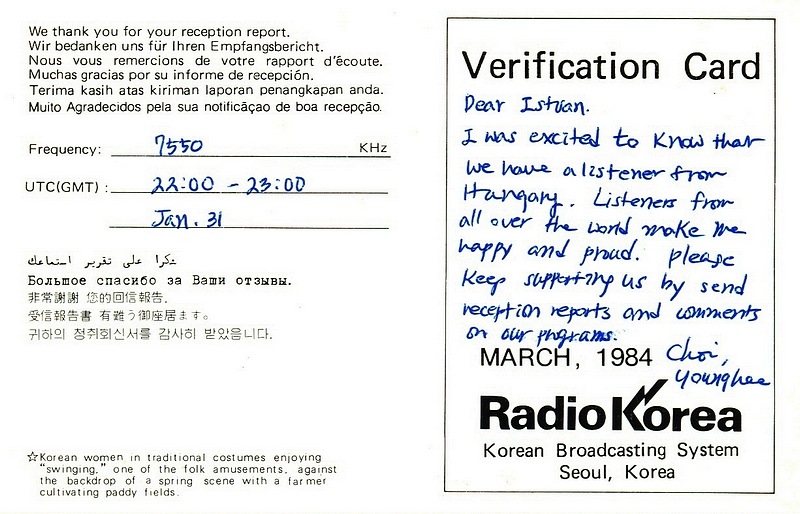 We thank you for your reception report.
Wir bedanken uns für Ihren Empfangsbericht.
Nous vous remercions de votre rapport d'écoute.
Muchas gracias por su informe de recepción.
Terima kasih atas kiriman laporan penangkapan anda.
Muito Agradecidos pela sua notificãçao de boa recepção.
Frequency: 7550 KHz
UTC(GMT) : 22:00 - 23:00
Jan. 31
شكرا على تقرير استماعك
Большое спасибо за Ваши отзывы.
非常謝謝 您的回信報告.
受信報告書 有難う御座居ます。
귀하의 청취회신서를 감사히 받았읍니다.
☆Korean women in traditional costumes enjoying
"swinging," one of the folk amusements, against
the backdrop of a spring scene with a farmer
cultivating paddy fields.
Verification Card
Dear Istvan.
I was excited to know that
we have a listener from
Hungary. Listeners from
all over the world make me
happy and proud. please
keep supporting us by send
reception reports and comments
on our programs.
MARCH, 1984 Choi,
Younghee
Radio Korea
Korean Broadcasting System
Seoul, Korea